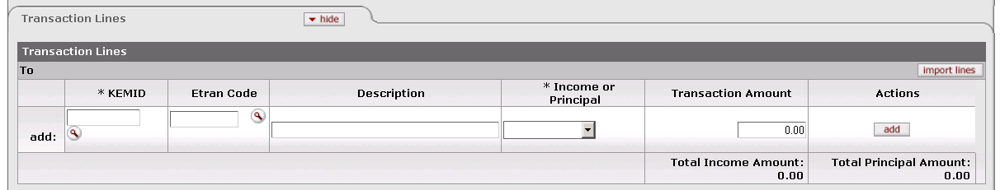 Transaction Lines
hide
Transaction Lines
To
import lines
* KEMID
Etran Code
Description
* Income or
Principal
Transaction Amount
Actions
add:
0.00
add
Total Income Amount:
0.00
Total Principal Amount:
0.00